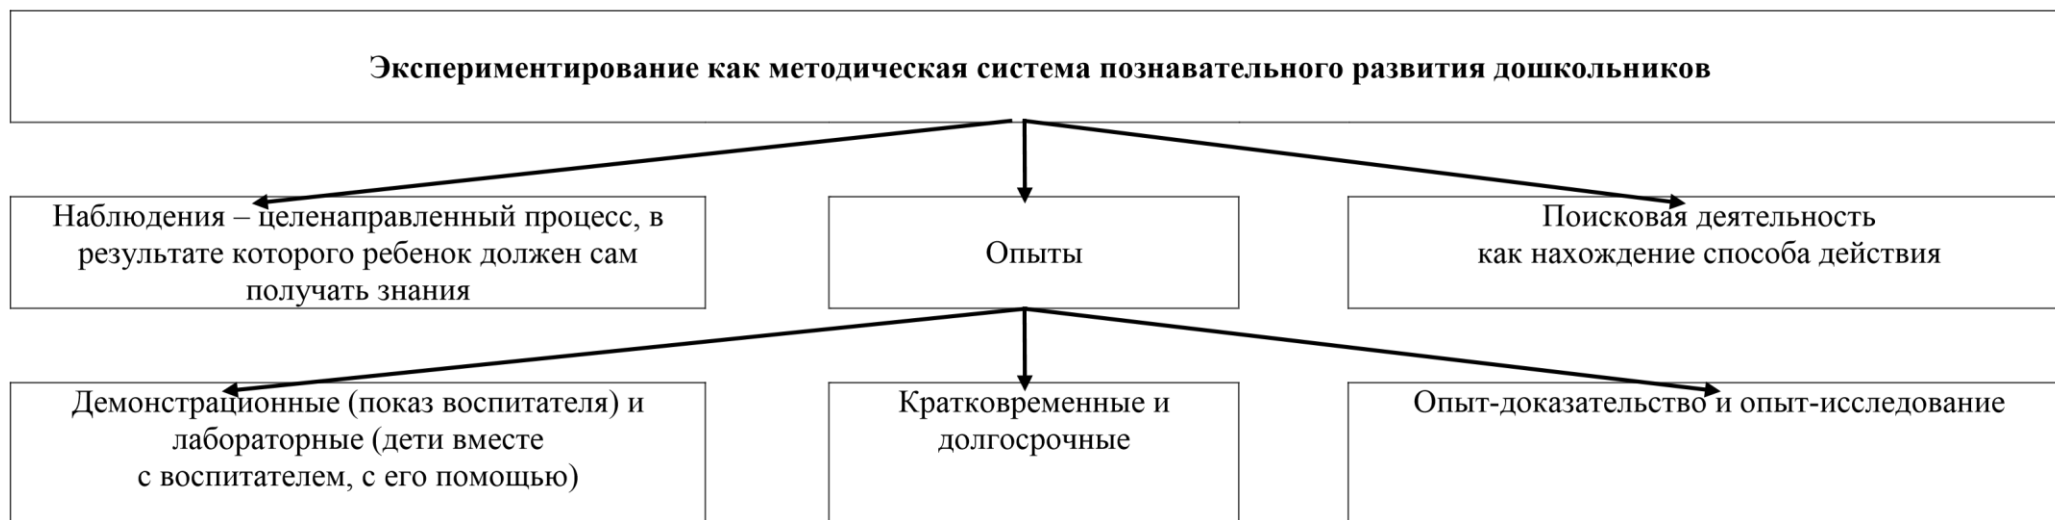 Экспериментирование как методическая система познавательного развития дошкольников
Наблюдения – целенаправленный процесс, в
результате которого ребенок должен сам
получать знания
Опыты
Поисковая деятельность
как нахождение способа действия
Демонстрационные (показ воспитателя) и
лабораторные (дети вместе
с воспитателем, с его помощью)
Кратковременные и
долгосрочные
Опыт-доказательство и опыт-исследование